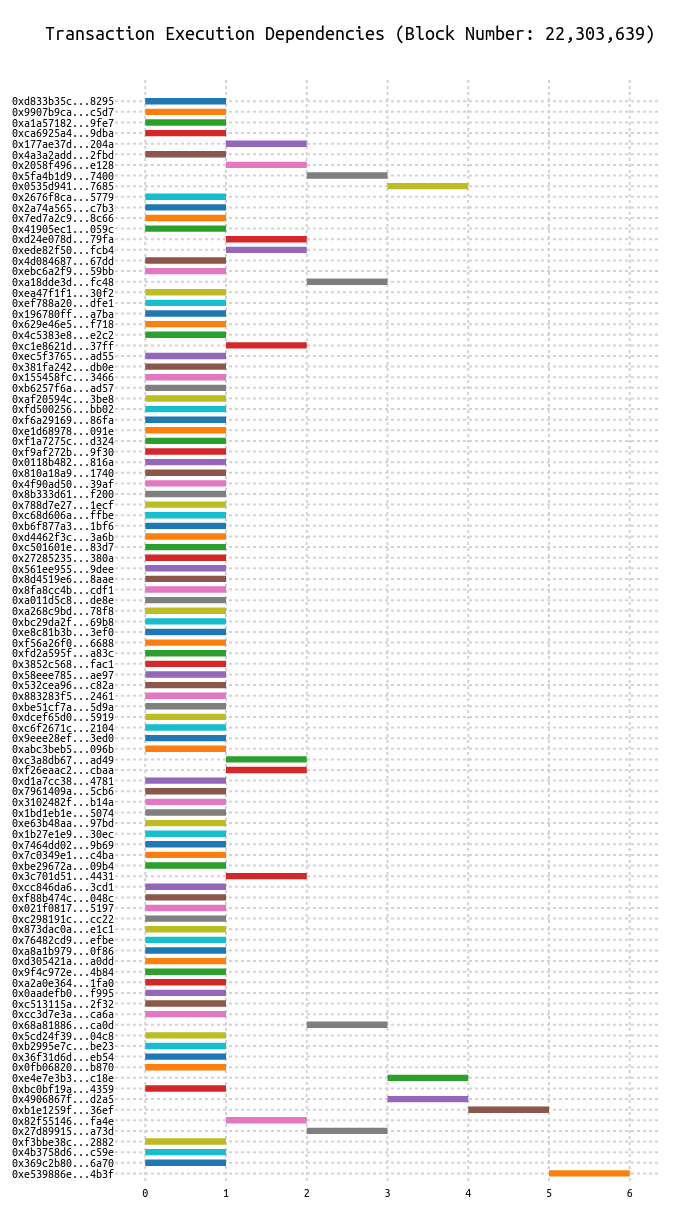 Transaction Execution Dependencies (Block Number: 22,303,639)
0xd833b35c...8295
0x9907b9ca...c5d7
0xa1a57182...9fe7
0xca6925a4...9dba
0x177ae37d...204a
0x4a3a2add...2fbd
0x2058f496...e128
0x5fa4b1d9...7400
0x0535d941...7685
0x2676f8ca...5779
0x2a74a565...c7b3
0x7ed7a2c9...8c66
0x41905ec1...059c
0xd24e078d...79fa
0xede82f50...fcb4
0x4d084687...67dd
0xebc6a2f9...59bb
0xa18dde3d...fc48
0xea47f1f1...30f2
0xef788a20...dfe1
0x196780ff...a7ba
0x629e46e5...f718
0x4c5383e8...e2c2
0xc1e8621d...37ff
0xec5f3765...ad55
0x381fa242...db0e
0x155458fc...3466
0xb6257f6a...ad57
0xaf20594c...3be8
0xfd500256...bb02
0xf6a29169...86fa
0xe1d68978...091e
0xf1a7275c...d324
0xf9af272b...9f30
0x0118b482...816a
0x810a18a9...1740
0x4f90ad50...39af
0x8b333d61...f200
0x788d7e27...1ecf
0xc68d606a...ffbe
0xb6f877a3...1bf6
0xd4462f3c...3a6b
0xc501601e...83d7
0x27285235...380a
0x561ee955...9dee
0x8d4519e6...8aae
0x8fa8cc4b...cdf1
0xa011d5c8...de8e
0xa268c9bd...78f8
0xbc29da2f...69b8
0xe8c81b3b...3ef0
0xf56a26f0...6688
0xfd2a595f...a83c
0x3852c568...fac1
0x58eee785...ae97
0x532cea96...c82a
0x883283f5...2461
0xbe51cf7a...5d9a
0xdcef65d0...5919
0xc6f2671c...2104
0x9eee28ef...3ed0
0xabc3beb5...096b
0xc3a8db67...ad49
0xf26eaac2...cbaa
0xd1a7cc38...4781
0x7961409a...5cb6
0x3102482f...b14a
0x1bd1eb1e...5074
0xe63b48aa...97bd
0x1b27e1e9...30ec
0x7464dd02...9b69
0x7c0349e1...c4ba
0xbe29672a...09b4
0x3c701d51...4431
0xcc846da6...3cd1
0xf88b474c...048c
0x021f0817...5197
0xc298191c...cc22
0x873dac0a...e1c1
0x76482cd9...efbe
0xa8a1b979...0f86
0xd305421a...a0dd
0x9f4c972e...4b84
0xa2a0e364...1fa0
0x0aadefb0...f995
0xc513115a...2f32
0xcc3d7e3a...ca6a
0x68a81886...ca0d
0x5cd24f39...04c8
0xb2995e7c...be23
0x36f31d6d...eb54
0x0fb06820...b870
0xe4e7e3b3...c18e
0xbc0bf19a...4359
0x4906867f...d2a5
0xb1e1259f...36ef
0x82f55146...fa4e
0x27d89915...a73d
0xf3bbe38c...2882
0x4b3758d6...c59e
0x369c2b80...6a70
0xe539886e...4b3f
0 1 2 3 4 5 6